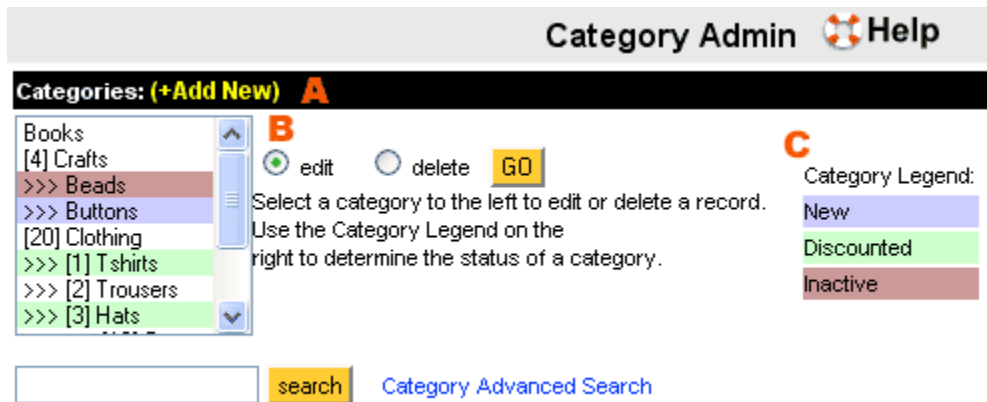 Category Admin Help
Categories: (+Add New) A
Books
[4] Crafts
>>> Beads
>>> Buttons
[20] Clothing
>>> [1] Tshirts
>>> [2] Trousers
>>> [3] Hats
B
edit delete GO
Select a category to the left to edit or delete a record.
Use the Category Legend on the
right to determine the status of a category.
C
Category Legend:
New
Discounted
Inactive
search Category Advanced Search